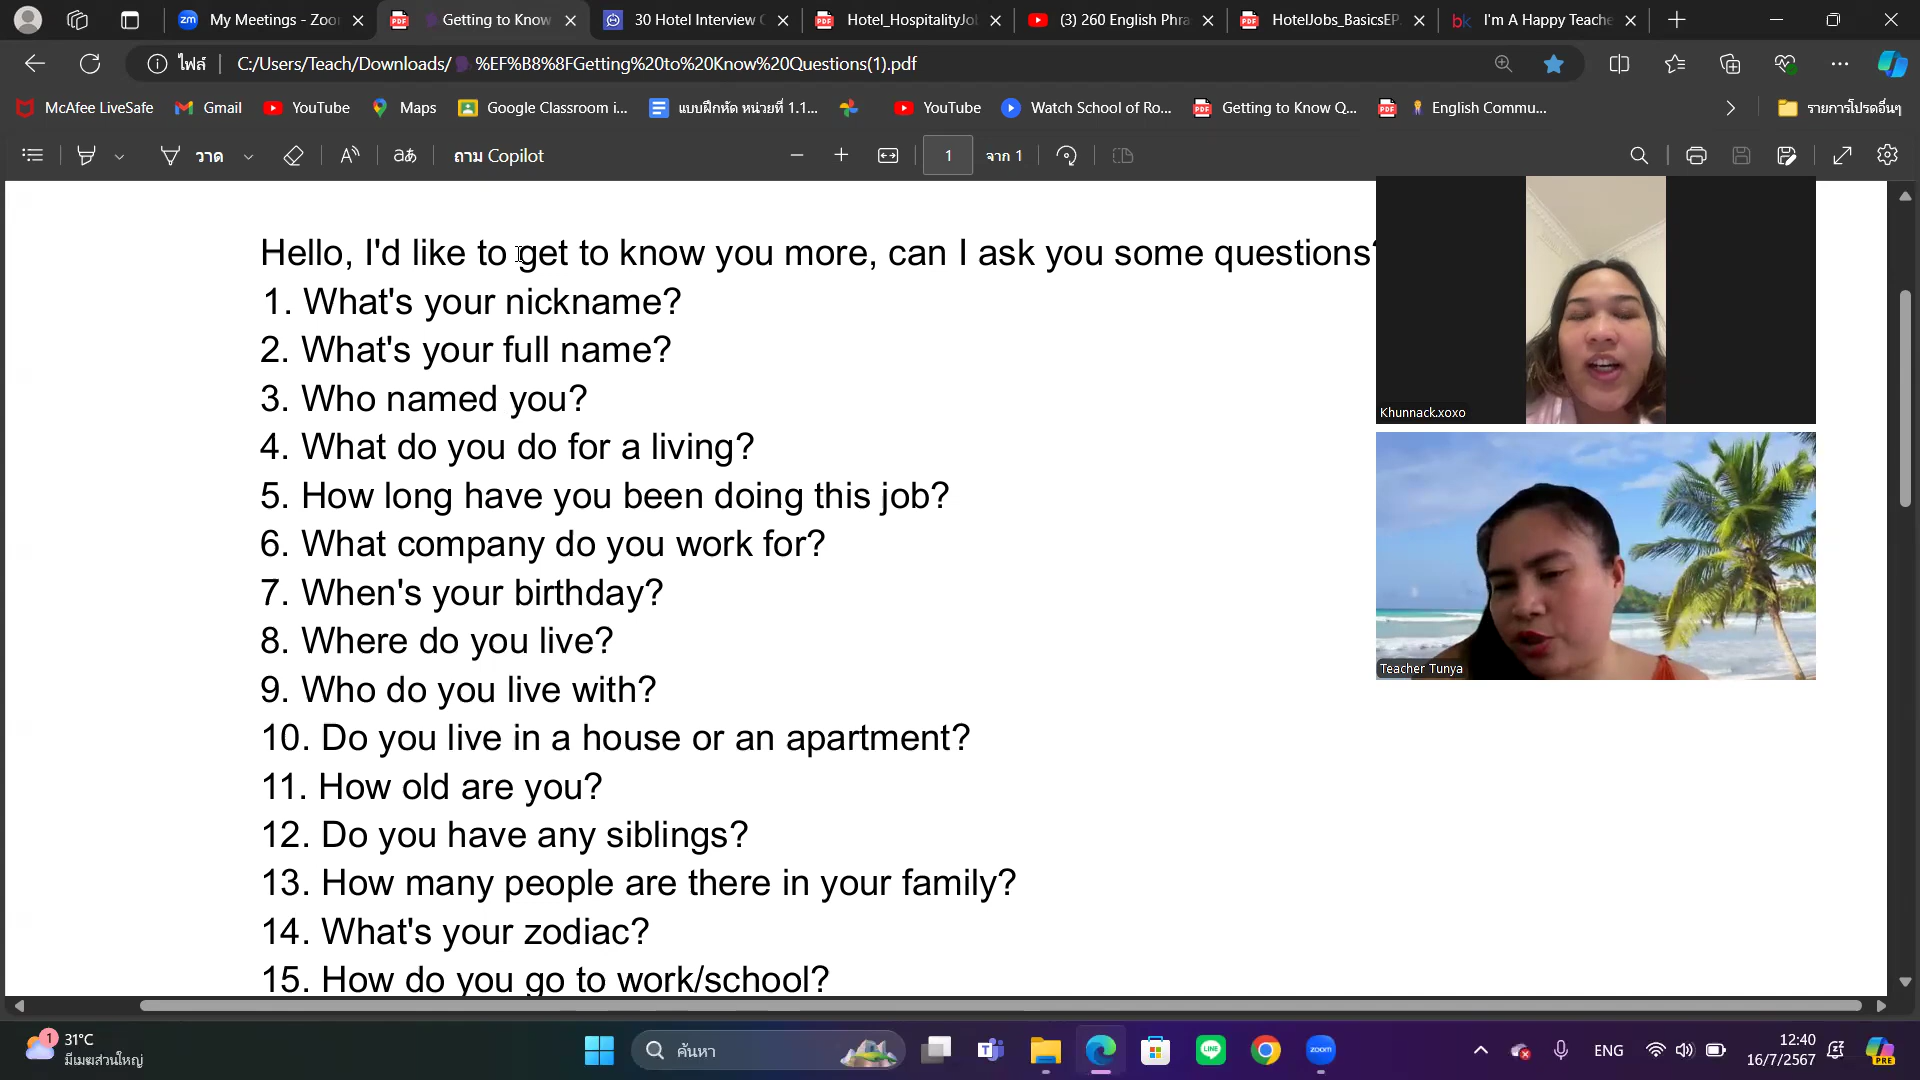 My Meetings - Zoo
Getting to Know
30 Hotel Interview
Hotel_HospitalityJo
(3) 260 English Phra
HotelJobs_BasicsEP
I'm A Happy Teache
ไฟล์ C:/Users/Teach/Downloads/ %EF%B8%8FGetting%20to%20Know%20Questions(1).pdf
McAfee LiveSafe
Gmail
YouTube
Maps
Google Classroom i...
แบบฝึกหัด หน่วยที่ 1.1...
YouTube
Watch School of Ro...
Getting to Know Q...
English Commu...
รายการโปรดอื่นๆ
วาด
aあ
ถาม Copilot
1 จาก 1
Hello, I'd like to get to know you more, can I ask you some questions?
1. What's your nickname?
2. What's your full name?
3. Who named you?
4. What do you do for a living?
5. How long have you been doing this job?
6. What company do you work for?
7. When's your birthday?
8. Where do you live?
9. Who do you live with?
10. Do you live in a house or an apartment?
11. How old are you?
12. Do you have any siblings?
13. How many people are there in your family?
14. What's your zodiac?
15. How do you go to work/school?
Khunnack.xoxo
Teacher Tunya
1
31°C
มีเมฆส่วนใหญ่
ค้นหา
ENG
12:40
16/7/2567